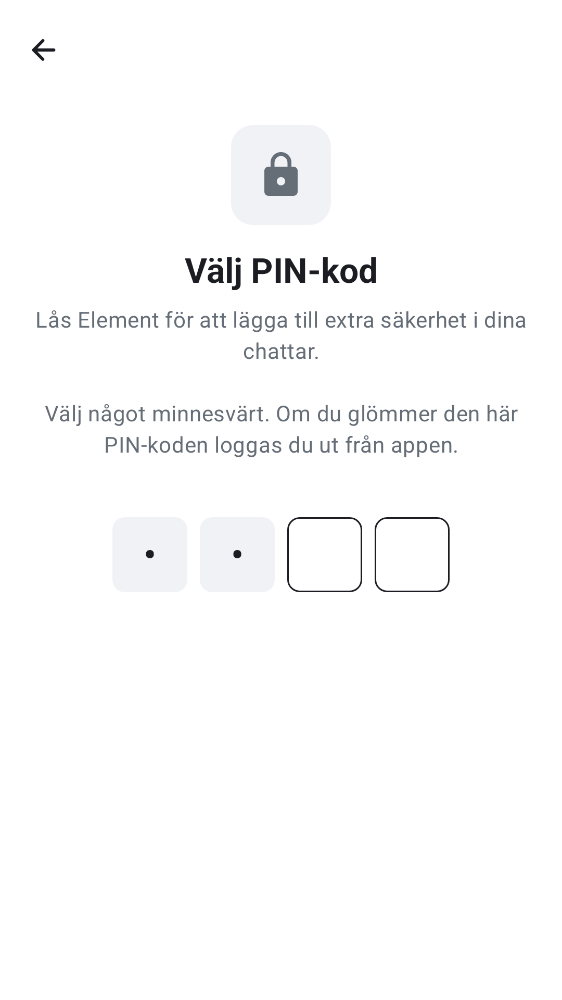 Välj PIN-kod
Lås Element för att lägga till extra säkerhet i dina
chattar.
Välj något minnesvärt. Om du glömmer den här
PIN-koden loggas du ut från appen.